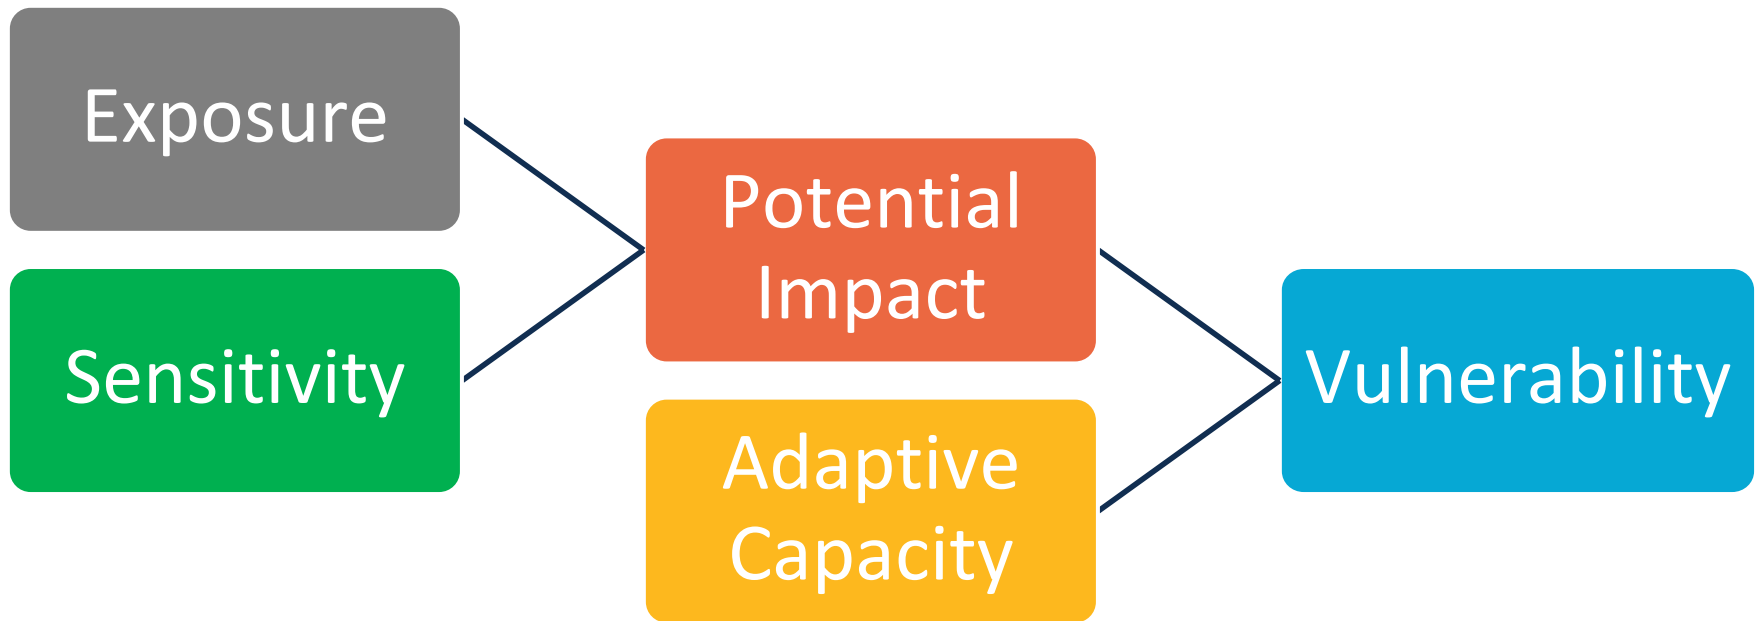 Exposure
Sensitivity
Potential
Impact
Adaptive
Capacity
Vulnerability